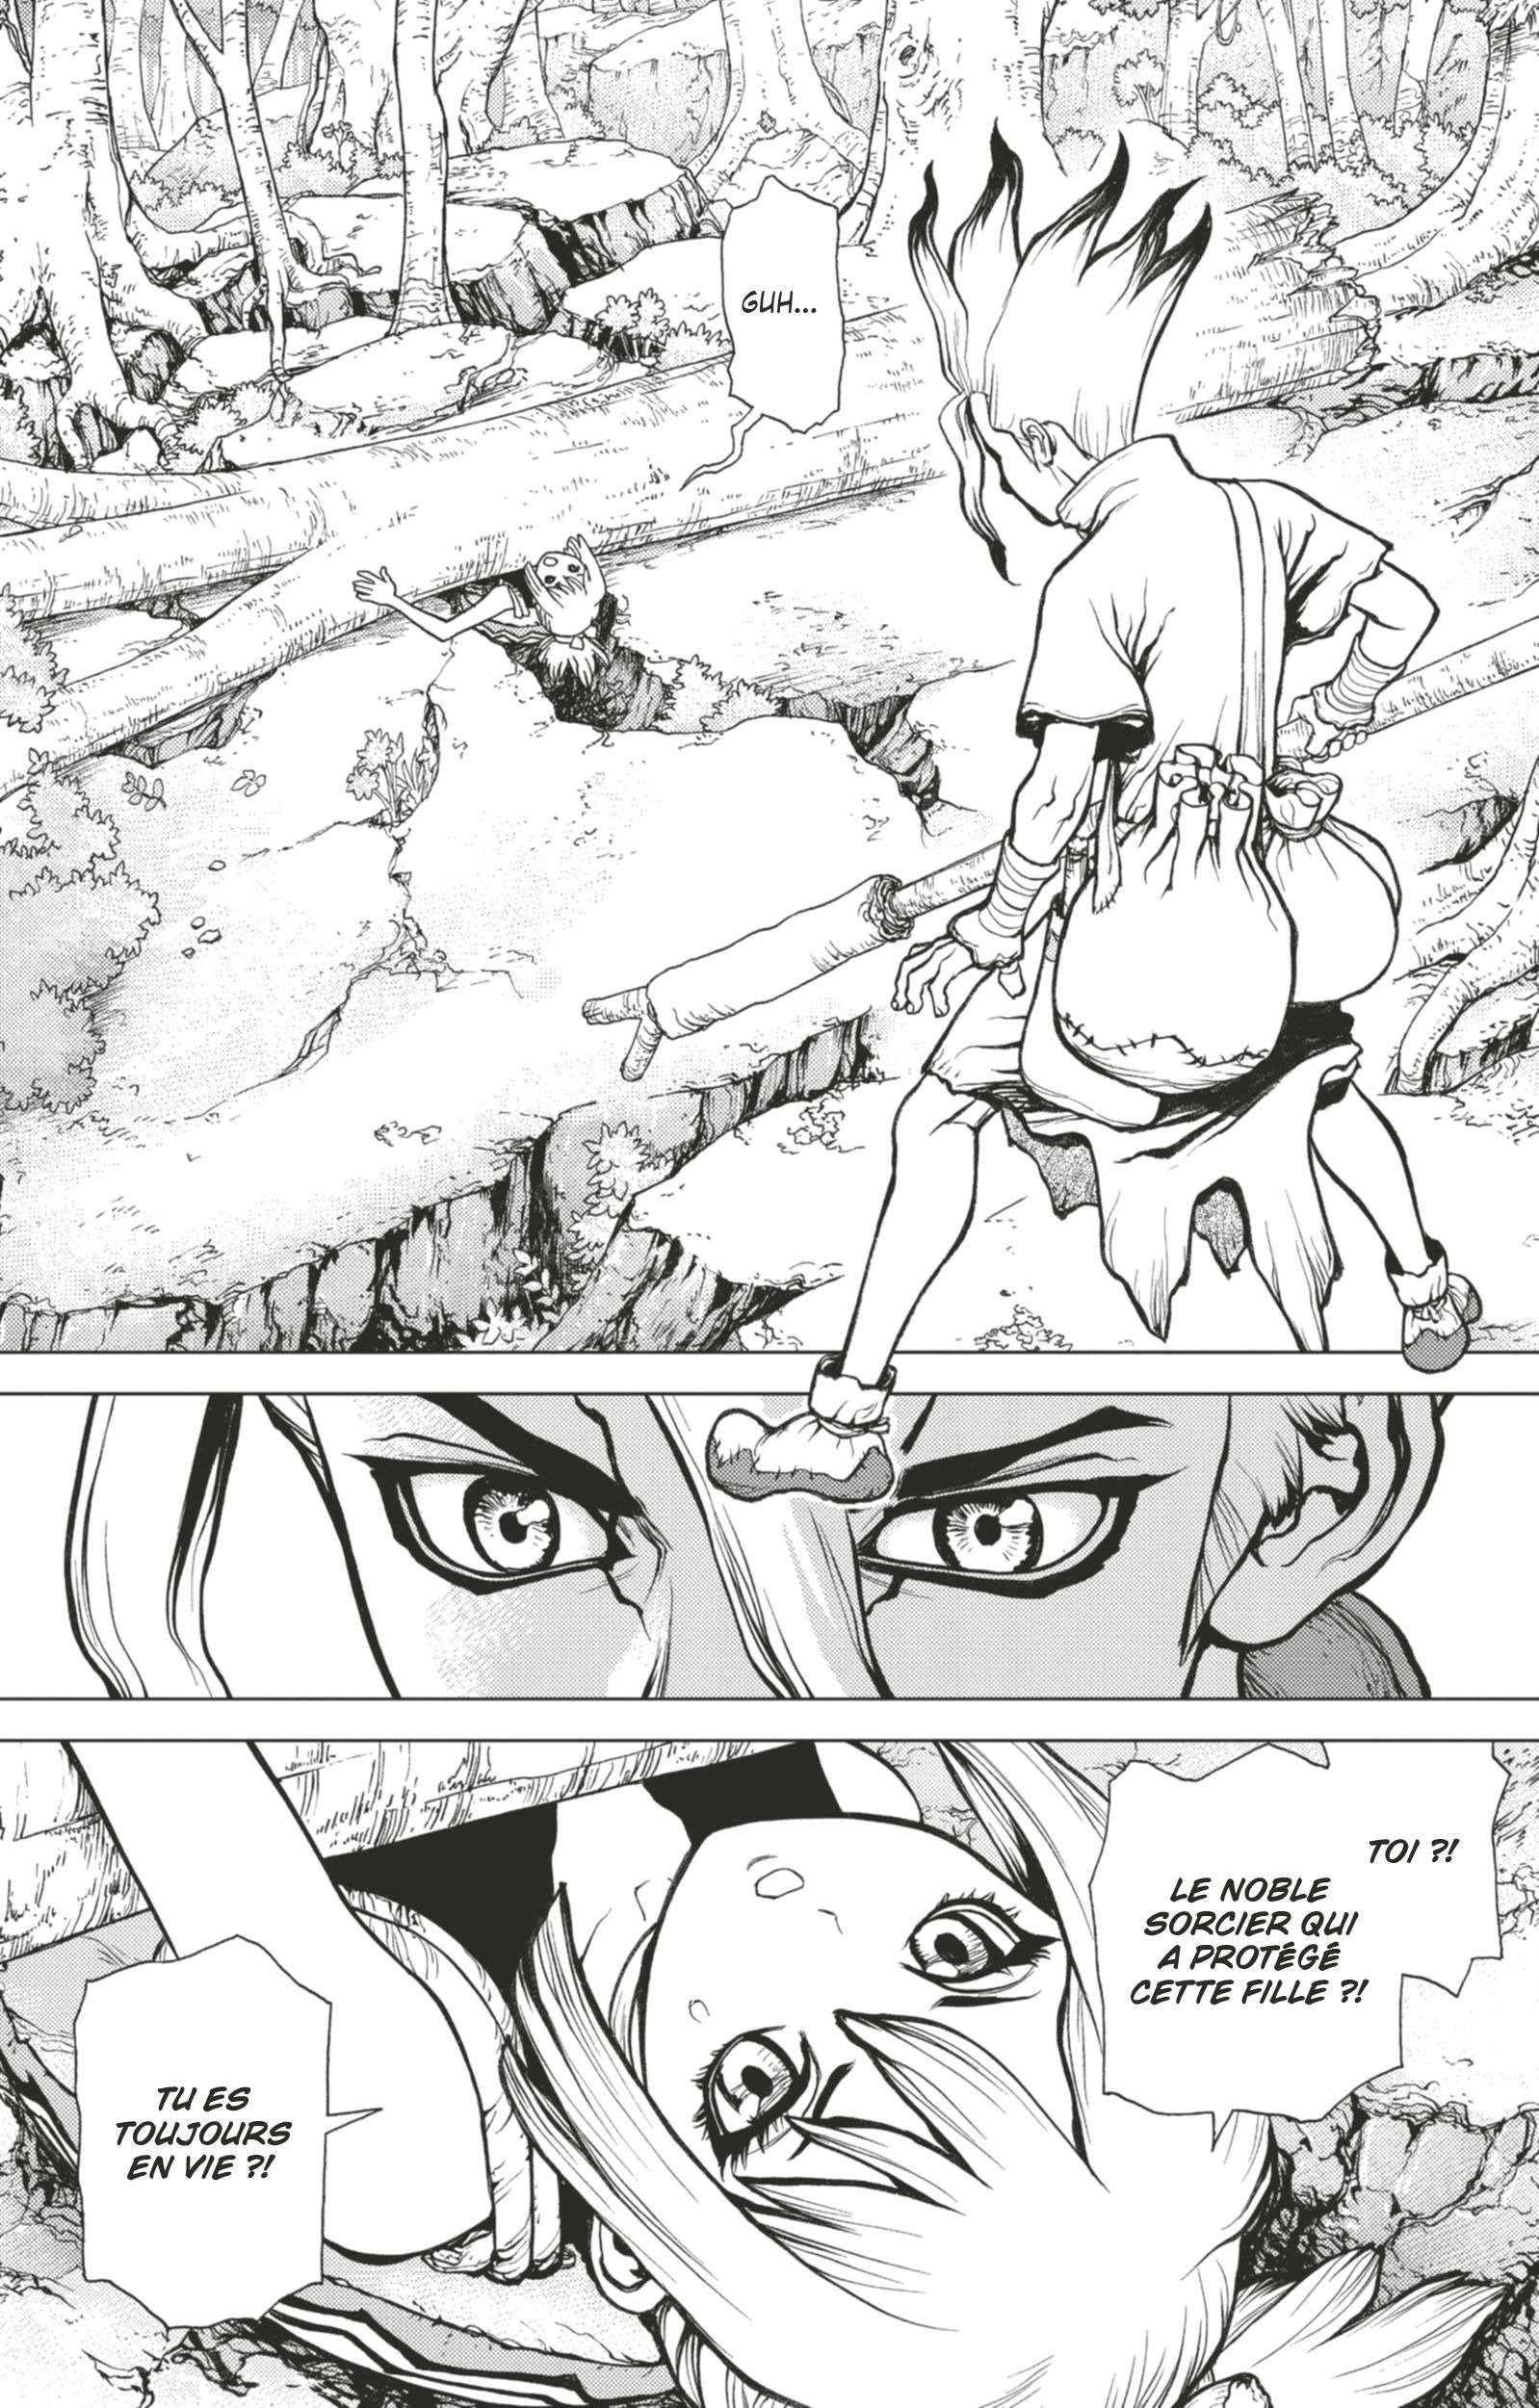 GUH...
TOI ?!
LE NOBLE
SORCIER QUI
A PROTÉGÉ
CETTE FILLE ?!
TU ES
TOUJOURS
EN VIE ?!